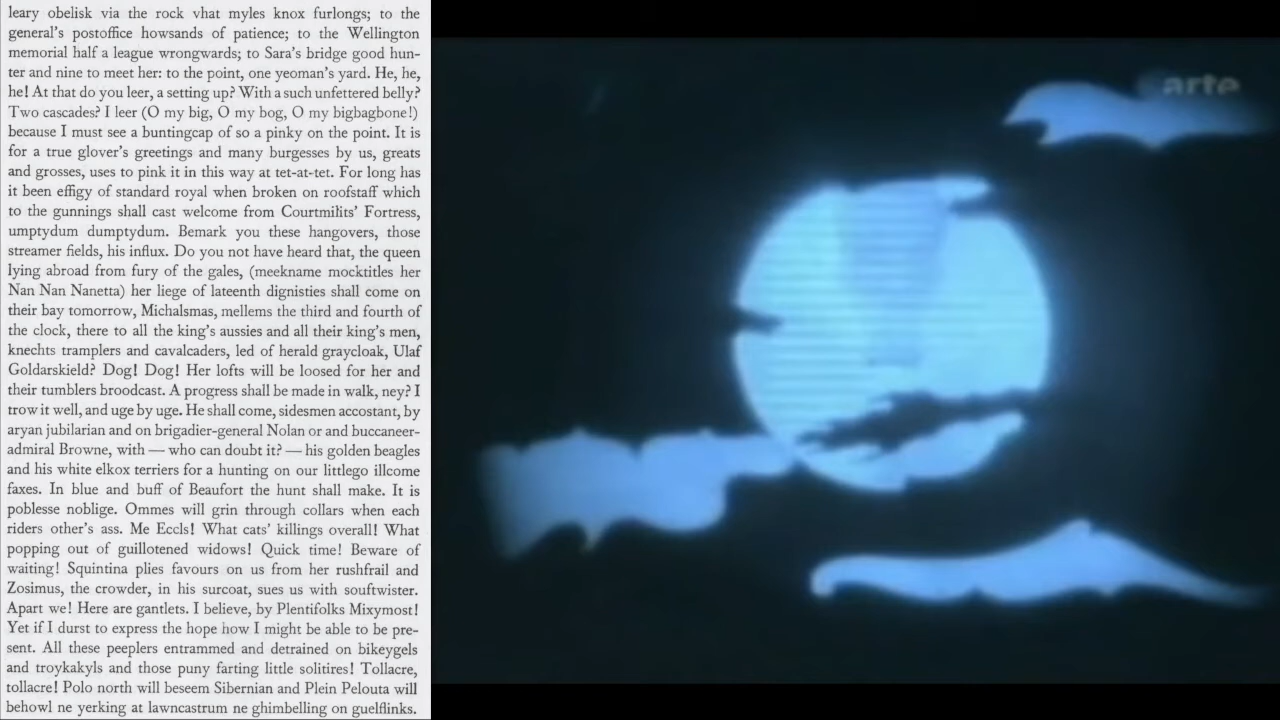 leary obelisk via the rock vhat myles knox furlongs; to the
general's postoffice howsands of patience; to the Wellington
memorial half a league wrongwards; to Sara's bridge good hun-
ter and nine to meet her: to the point, one yeoman's yard. He, he,
he! At that do you leer, a setting up? With a such unfettered belly?
Two cascades? I leer (O my big, O my bog, O my bigbagbone!)
because I must see a buntingcap of so a pinky on the point. It is
for a true glover's greetings and many burgesses by us, greats
and grosses, uses to pink it in this way at tet-at-tet. For long has
it been effigy of standard royal when broken on roofstaff which
to the gunnings shall cast welcome from Courtmilits' Fortress,
umptydum dumptydum. Bemark you these hangovers, those
streamer fields, his influx. Do you not have heard that, the queen
lying abroad from fury of the gales, (meekname mocktitles her
Nan Nan Nanetta) her liege of lateenth dignisties shall come on
their bay tomorrow, Michalsmas, mellems the third and fourth of
the clock, there to all the king's aussies and all their king's men,
knechts tramplers and cavalcaders, led of herald graycloak, Ulaf
Goldarskield? Dog! Dog! Her lofts will be loosed for her and
their tumblers broodcast. A progress shall be made in walk, ney? I
trow it well, and uge by uge. He shall come, sidesmen accostant, by
aryan jubilarian and on brigadier-general Nolan or and buccaneer-
admiral Browne, with — who can doubt it? — his golden beagles
and his white elkox terriers for a hunting on our littlego illcome
faxes. In blue and buff of Beaufort the hunt shall make. It is
poblesse noblige. Ommes will grin through collars when each
riders other's ass. Me Eccls! What cats' killings overall! What
popping out of guillotened widows! Quick time! Beware of
waiting! Squintina plies favours on us from her rushfrail and
Zosimus, the crowder, in his surcoat, sues us with souftwister.
Apart we! Here are gantlets. I believe, by Plentifolks Mixymost!
Yet if I durst to express the hope how I might be able to be pre-
sent. All these peeplers entrammed and detrained on bikeygels
and troykakyls and those puny farting little solitires! Tollacre,
tollacre! Polo north will beseem Sibernian and Plein Pelouta will
behowl ne yerking at lawncastrum ne ghimbelling on guelflinks.
arte